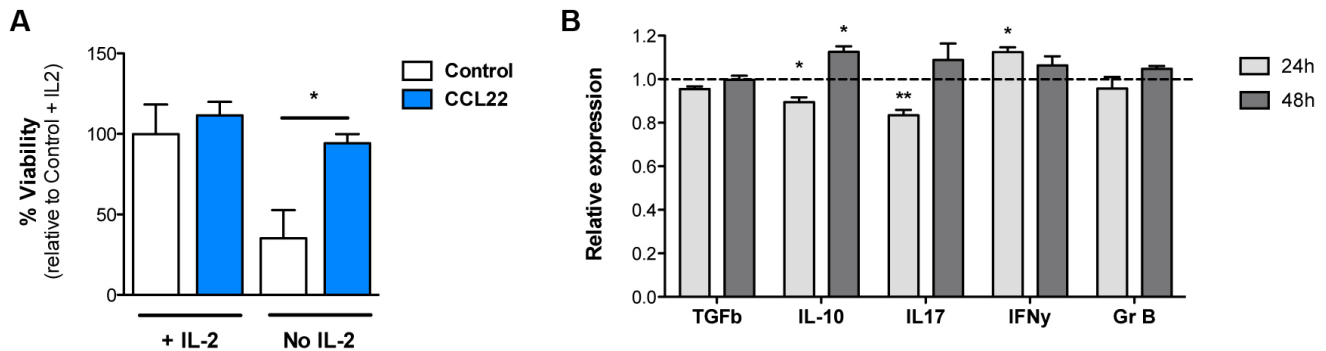 A
% Viability
(relative to Control + IL2)
150
100
50
0
*
+ IL-2
No IL-2
Control
CCL22
B
Relative expression
1.2
1.0
0.8
0.6
0.4
0.2
0.0
*
*
**
*
TGFb
IL-10
IL17
IFNy
Gr B
24h
48h